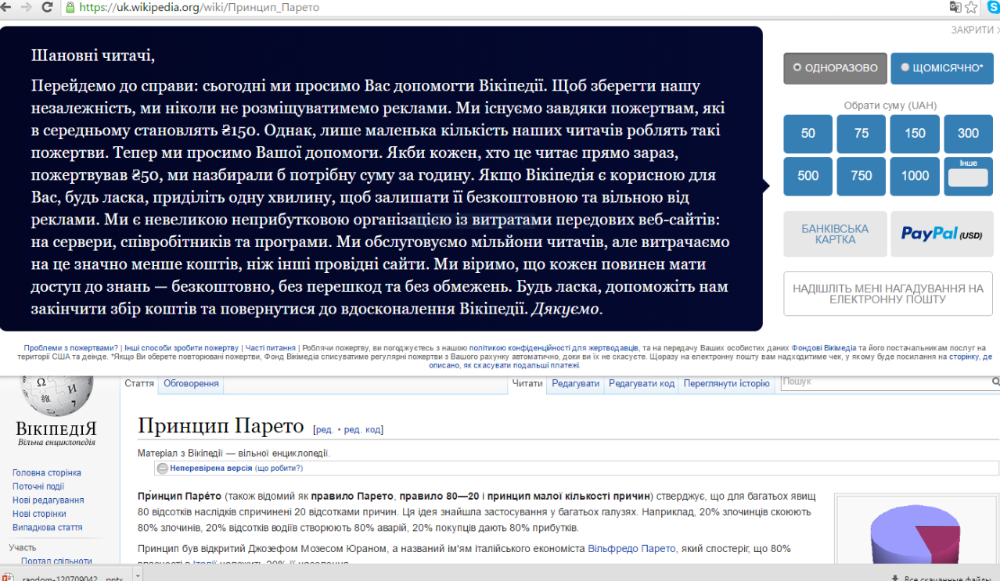 https://uk.wikipedia.org/wiki/Принцип_Парето
ЗАКРИТИ
Шановні читачі,
Перейдемо до справи: сьогодні ми просимо Вас допомогти Вікіпедії. Щоб зберегти нашу
незалежність, ми ніколи не розміщуватимемо реклами. Ми існуємо завдяки пожертвам, які
в середньому становлять ₴150. Однак, лише маленька кількість наших читачів роблять такі
пожертви. Тепер ми просимо Вашої допомоги. Якби кожен, хто це читає прямо зараз,
пожертвував ₴50, ми назбирали б потрібну суму за годину. Якщо Вікіпедія є корисною для
Вас, будь ласка, приділіть одну хвилину, щоб залишати її безкоштовною та вільною від
реклами. Ми є невеликою неприбутковою організацією із витратами передових веб-сайтів:
на сервери, співробітників та програми. Ми обслуговуємо мільйони читачів, але витрачаємо
на це значно менше коштів, ніж інші провідні сайти. Ми віримо, що кожен повинен мати
доступ до знань — безкоштовно, без перешкод та без обмежень. Будь ласка, допоможіть нам
закінчити збір коштів та повернутися до вдосконалення Вікіпедії. Дякуємо.
ОДНОРАЗОВО
ЩОМІСЯЧНО*
Обрати суму (UAH)
50 75 150 300
500 750 1000 Інше
БАНКІВСЬКА
КАРТКА
PayPal (USD)
НАДІШЛІТЬ МЕНІ НАГАДУВАННЯ НА
ЕЛЕКТРОННУ ПОШТУ
Проблеми з пожертвами? | Інші способи зробити пожертву | Часті питання | Роблячи пожертву, ви погоджуєтесь з нашою політикою конфіденційності для жертводавців, та на передачу Ваших особистих даних Фондові Вікімедіа та його постачальникам послуг на
території США та деінде. *Якщо Ви оберете повторювані пожертви, Фонд Вікімедіа списуватиме регулярні пожертви з Вашого рахунку автоматично, доки ви їх не скасуєте. Щоразу на електронну пошту вам надходитиме чек, у якому буде посилання на сторінку, де
описано, як скасувати подальші платежі.
Стаття Обговорення Читати Редагувати Редагувати код Переглянути історію Пошук
ВІКІПЕДІЯ
Вільна енциклопедія
Головна сторінка
Поточні події
Нові редагування
Нові сторінки
Випадкова стаття
Участь
Портал спільноти
Принцип Парето [ред. • ред. код]
Матеріал з Вікіпедії — вільної енциклопедії.
Неперевірена версія (що робити?)
При́нцип Паре́то (також відомий як правило Парето, правило 80—20 і принцип малої кількості причин) стверджує, що для багатьох явищ
80 відсотків наслідків спричинені 20 відсотками причин. Ця ідея знайшла застосування у багатьох галузях. Наприклад, 20% злочинців скоюють
80% злочинів, 20% відсотків водіїв створюють 80% аварій, 20% покупців дають 80% прибутків.
Принцип був відкритий Джозефом Мозесом Юраном, а названий ім'ям італійського економіста Вільфредо Парето, який спостеріг, що 80%
власності в Італії належить 20% її населення.
random-120709042....pptx
Все скачанные файлы